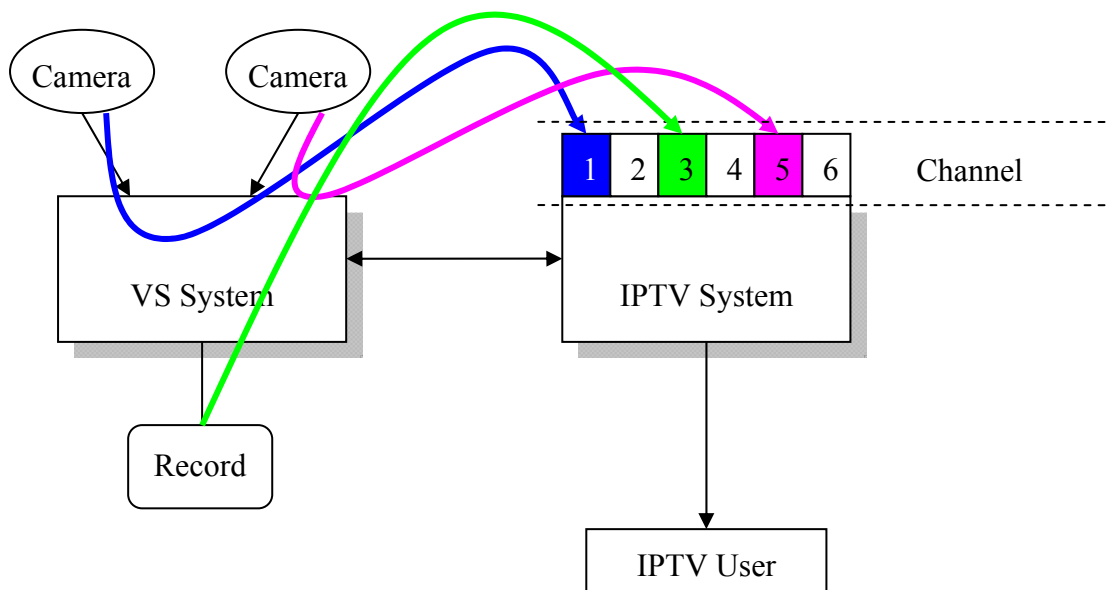 Camera
Camera
1 2 3 4 5 6
Channel
VS System
IPTV System
Record
IPTV User